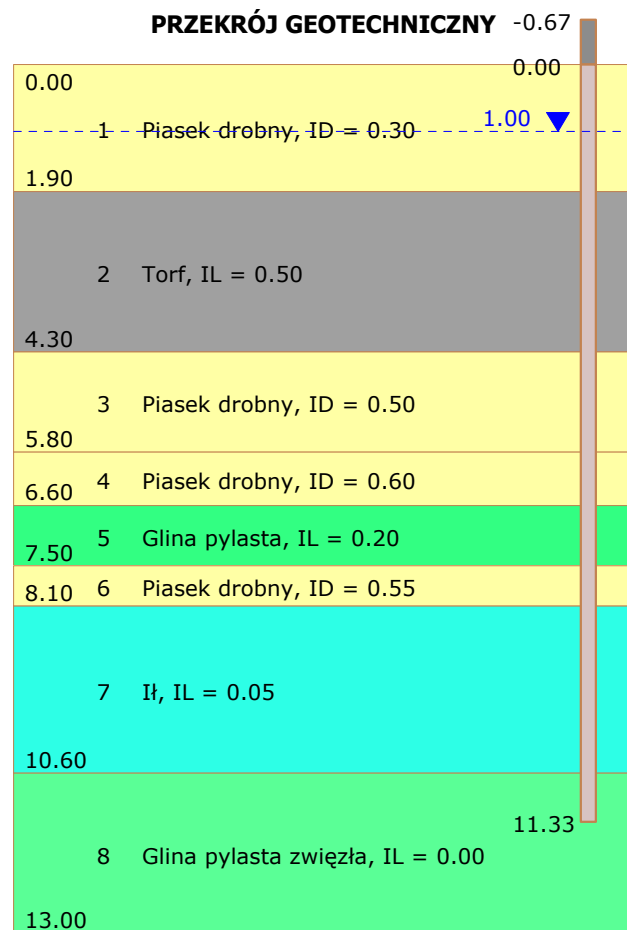 PRZEKRÓJ GEOTECHNICZNY -0.67
0.00
0.00
1.00
1 Piasek drobny, ID = 0.30
1.90
2 Torf, IL = 0.50
4.30
3 Piasek drobny, ID = 0.50
5.80
4 Piasek drobny, ID = 0.60
6.60
5 Glina pylasta, IL = 0.20
7.50
6 Piasek drobny, ID = 0.55
8.10
7 Ił, IL = 0.05
10.60
11.33
8 Glina pylasta zwięzła, IL = 0.00
13.00